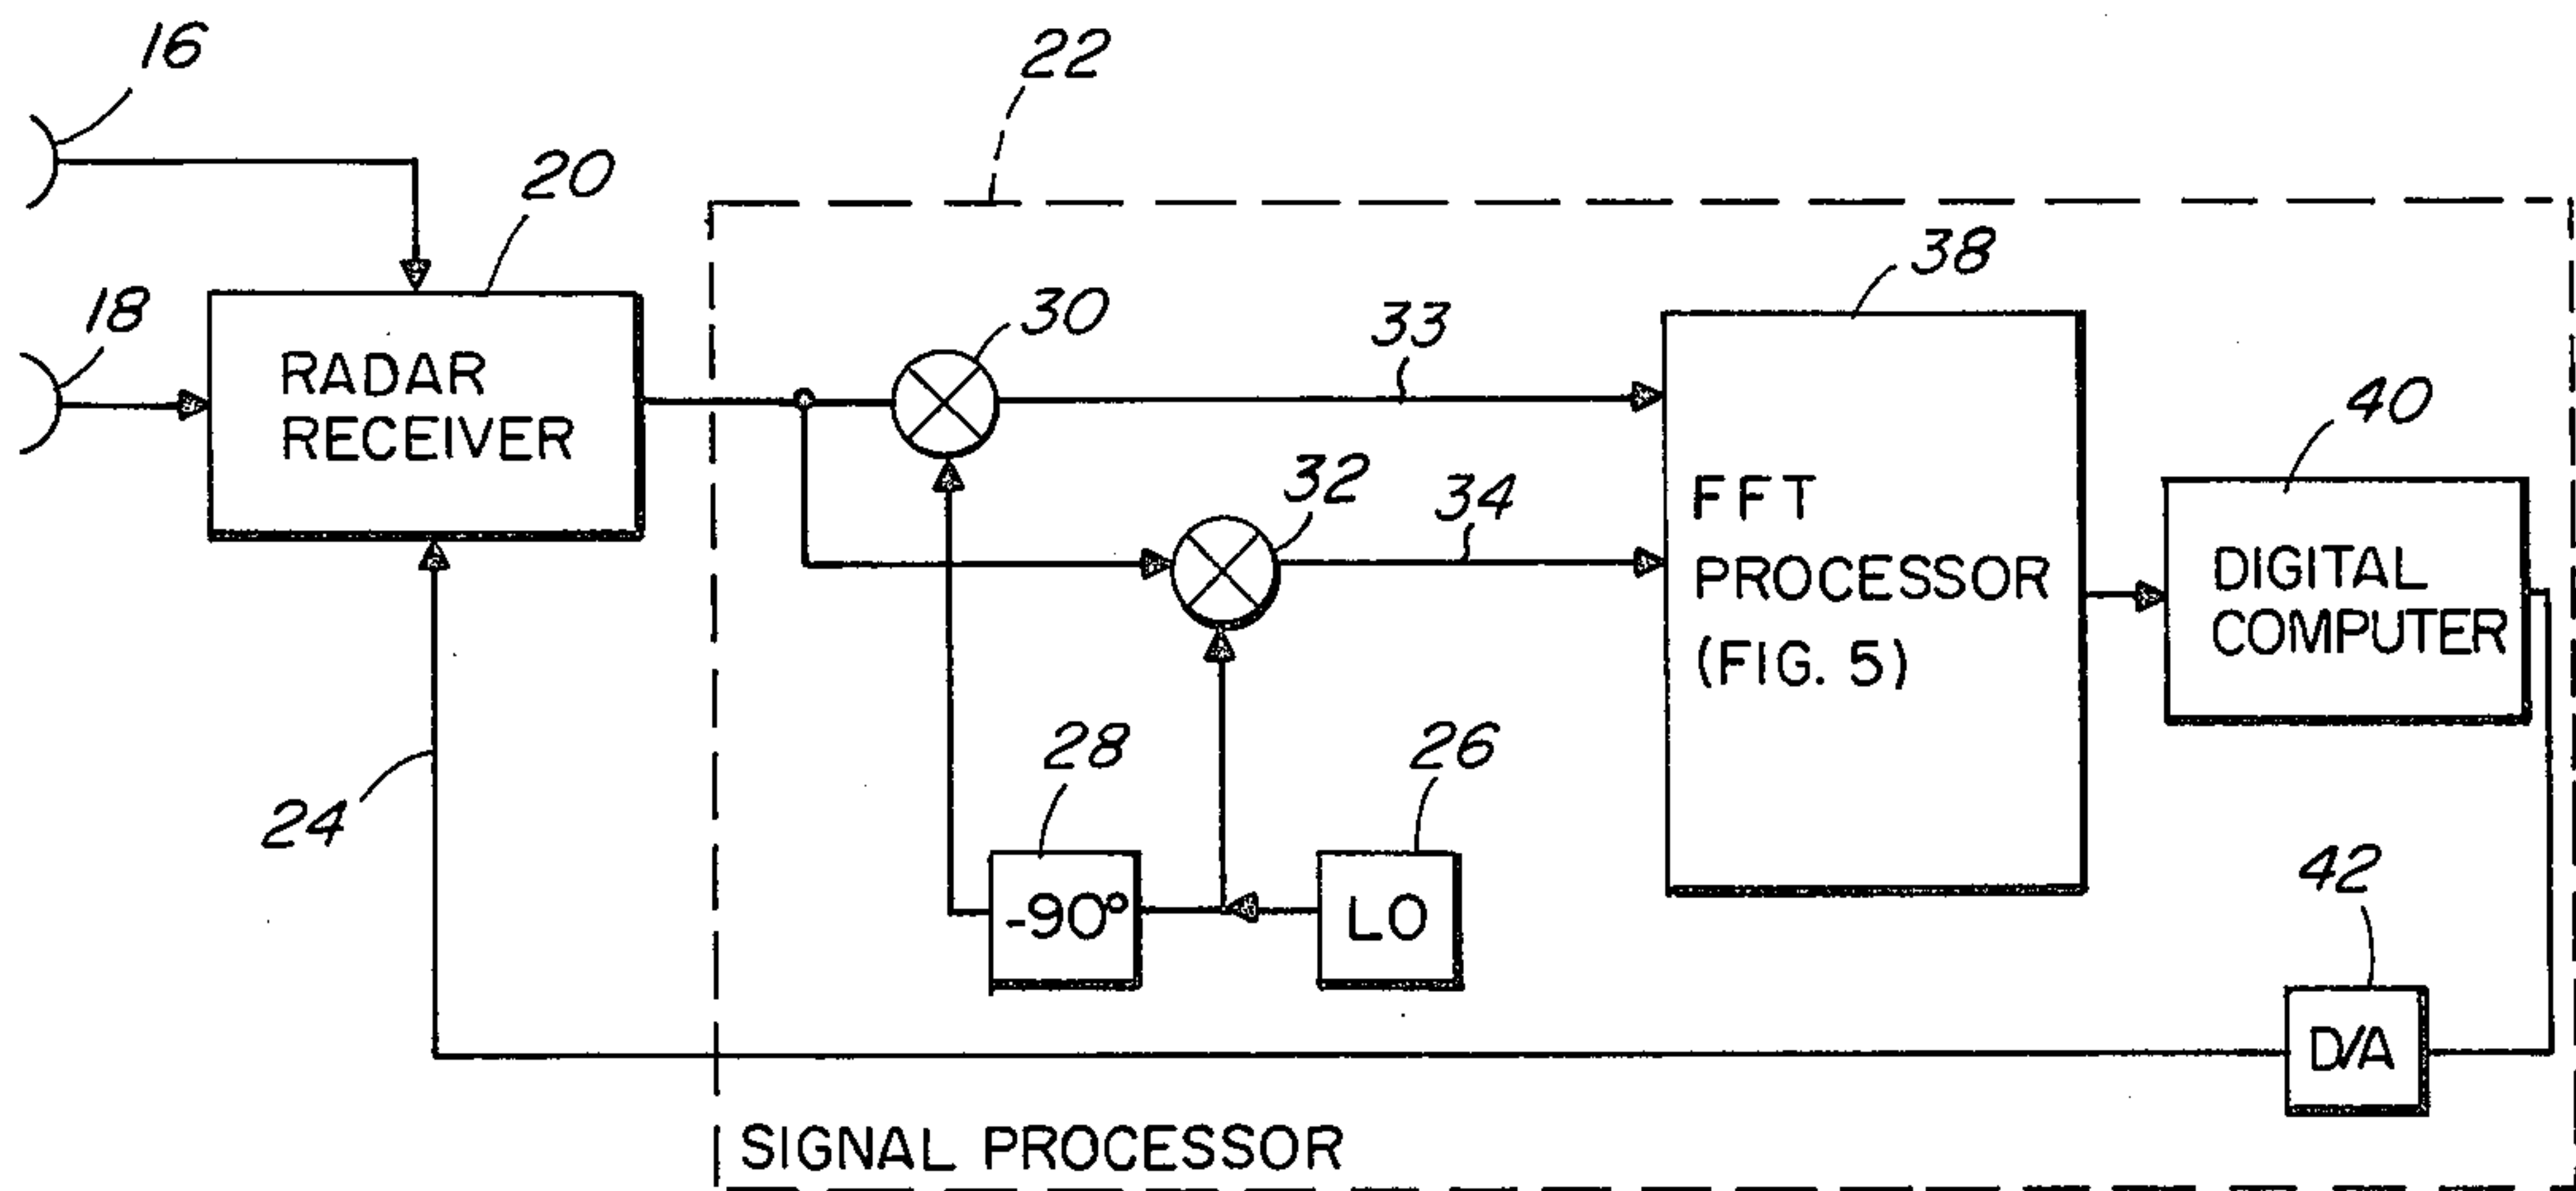 16
22
20
38
18
30
33
RADAR
RECEIVER
40
32
34
FFT
PROCESSOR
(FIG. 5)
DIGITAL
COMPUTER
28
26
24
42
-90°
LO
D/A
SIGNAL PROCESSOR